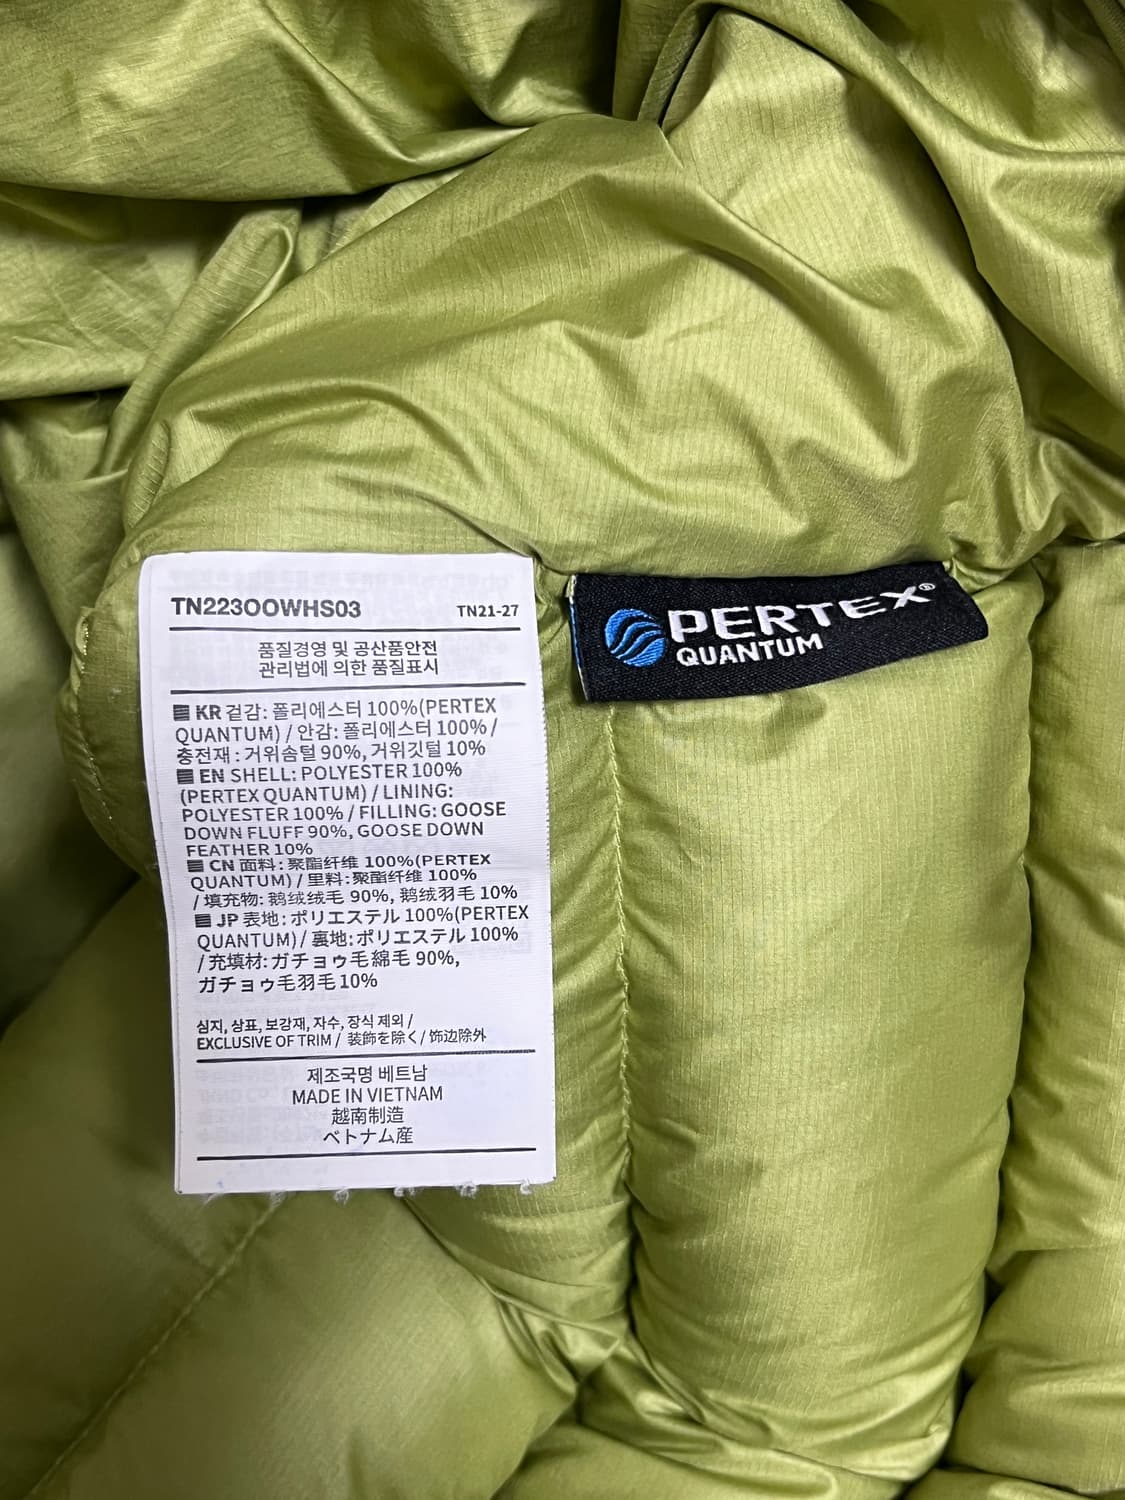 TN223OOWHS03 TN21-27
품질경영 및 공산품안전
관리법에 의한 품질표시
KR 겉감: 폴리에스터 100%(PERTEX
QUANTUM) / 안감: 폴리에스터 100% /
충전재 : 거위솜털 90%, 거위깃털 10%
EN SHELL: POLYESTER 100%
(PERTEX QUANTUM) / LINING:
POLYESTER 100% / FILLING: GOOSE
DOWN FLUFF 90%, GOOSE DOWN
FEATHER 10%
CN 面料: 聚酯纤维 100%(PERTEX
QUANTUM) / 里料: 聚酯纤维 100%
/ 填充物: 鹅绒绒毛 90%, 鹅绒羽毛 10%
JP 表地: ポリエステル 100%(PERTEX
QUANTUM) / 裏地: ポリエステル 100%
/ 充填材: ガチョウ毛綿毛 90%,
ガチョウ毛羽毛 10%
심지, 상표, 보강재, 자수, 장식 제외 /
EXCLUSIVE OF TRIM / 装飾を除く / 饰边除外
제조국명 베트남
MADE IN VIETNAM
越南制造
ベトナム産
PERTEX®
QUANTUM